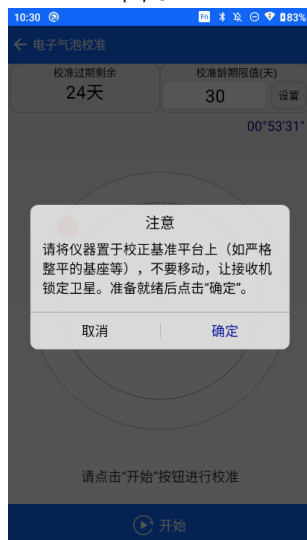 10:30 83%
电子气泡校准
校准过期剩余 校准龄期限值(天)
24天 30 设置
00°53'31"
注意
请将仪器置于校正基准平台上（如严格
整平的基座等），不要移动，让接收机
锁定卫星。准备就绪后点击“确定”。
取消 确定
请点击“开始”按钮进行校准
开始